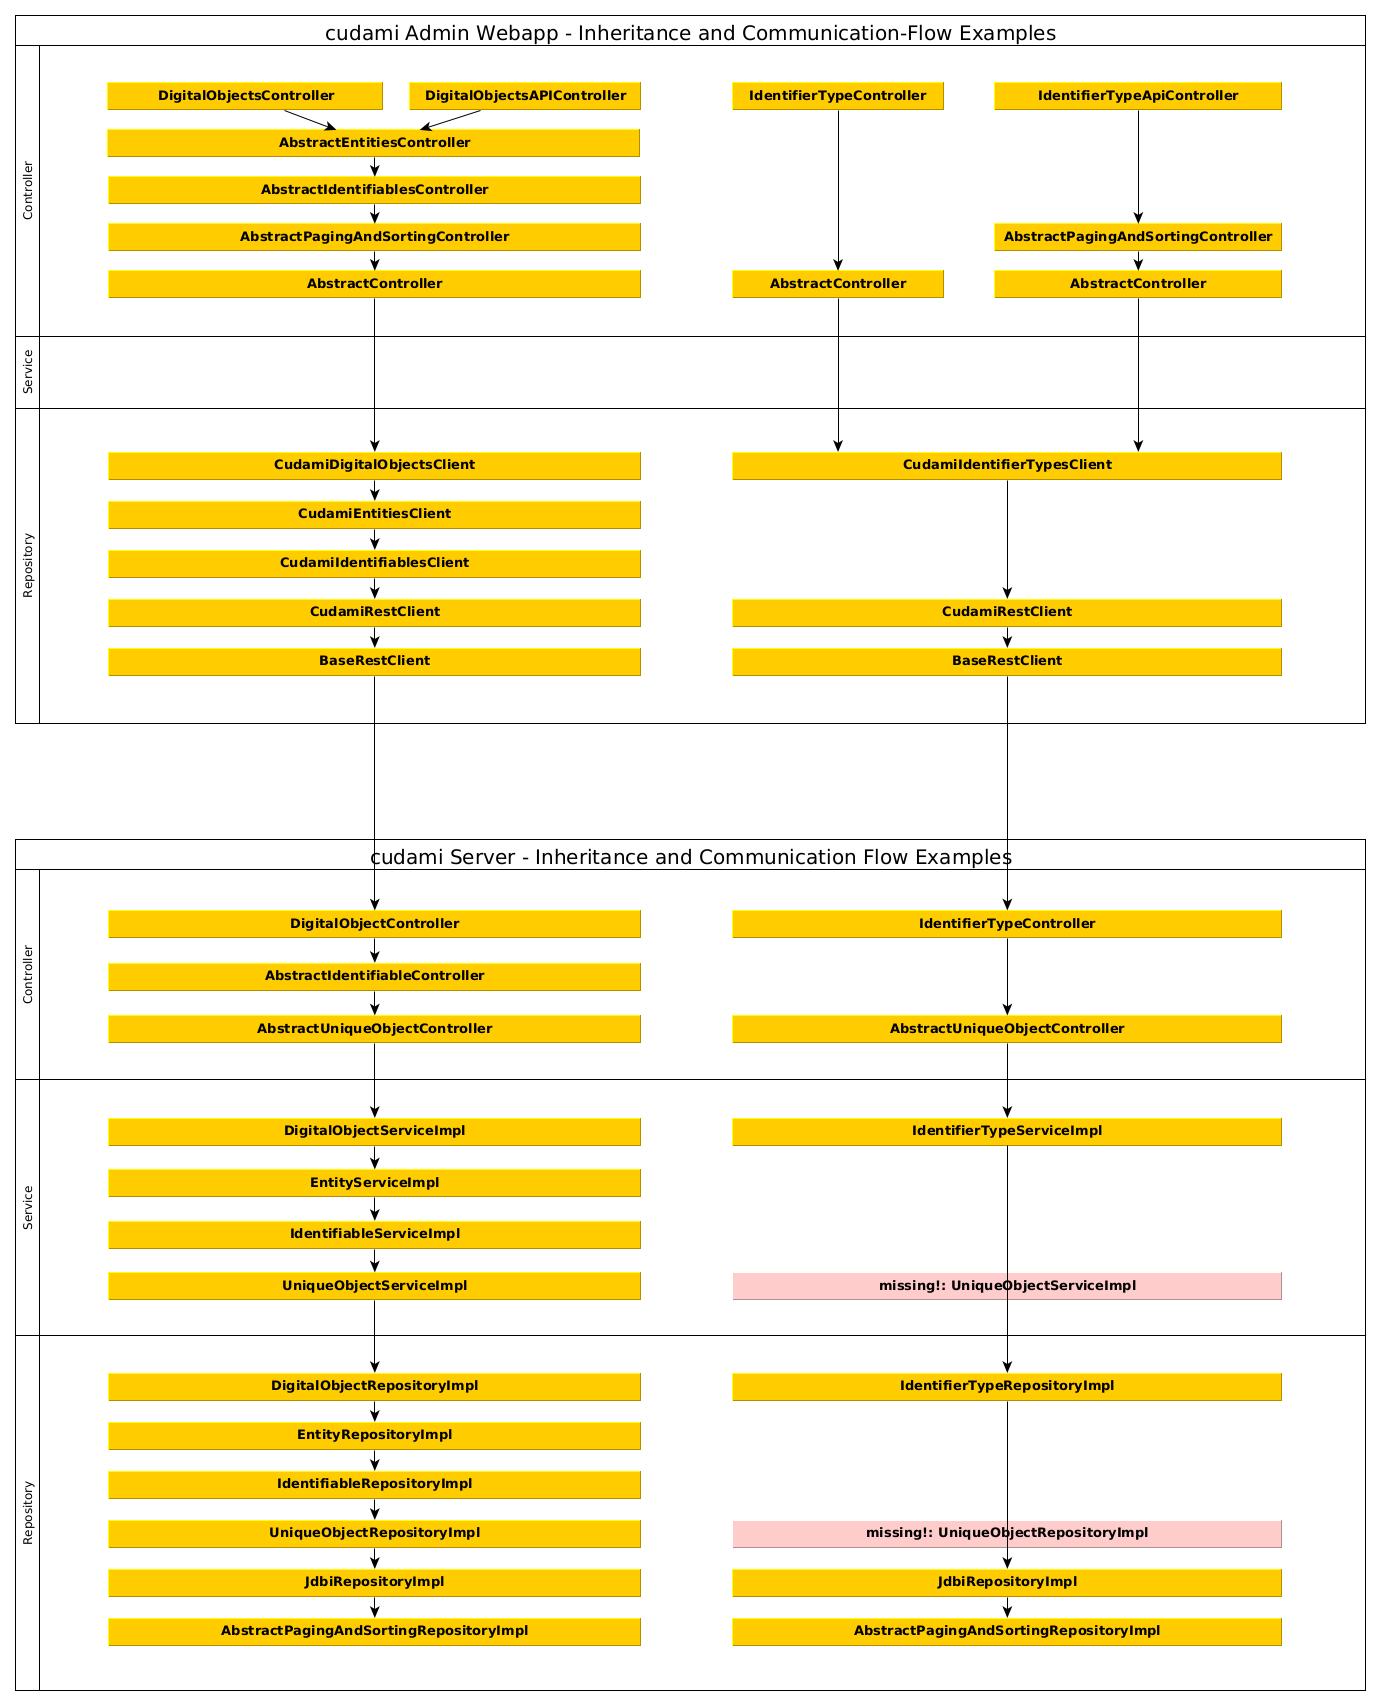 cudami Admin Webapp - Inheritance and Communication-Flow Examples
Controller
DigitalObjectsController
DigitalObjectsAPIController
IdentifierTypeController
IdentifierTypeApiController
AbstractEntitiesController
AbstractIdentifiablesController
AbstractPagingAndSortingController
AbstractPagingAndSortingController
AbstractController
AbstractController
AbstractController
Service
Repository
CudamiDigitalObjectsClient
CudamiIdentifierTypesClient
CudamiEntitiesClient
CudamiIdentifiablesClient
CudamiRestClient
CudamiRestClient
BaseRestClient
BaseRestClient
cudami Server - Inheritance and Communication Flow Examples
Controller
DigitalObjectController
IdentifierTypeController
AbstractIdentifiableController
AbstractUniqueObjectController
AbstractUniqueObjectController
Service
DigitalObjectServiceImpl
IdentifierTypeServiceImpl
EntityServiceImpl
IdentifiableServiceImpl
UniqueObjectServiceImpl
missing!: UniqueObjectServiceImpl
Repository
DigitalObjectRepositoryImpl
IdentifierTypeRepositoryImpl
EntityRepositoryImpl
IdentifiableRepositoryImpl
UniqueObjectRepositoryImpl
missing!: UniqueObjectRepositoryImpl
JdbiRepositoryImpl
JdbiRepositoryImpl
AbstractPagingAndSortingRepositoryImpl
AbstractPagingAndSortingRepositoryImpl